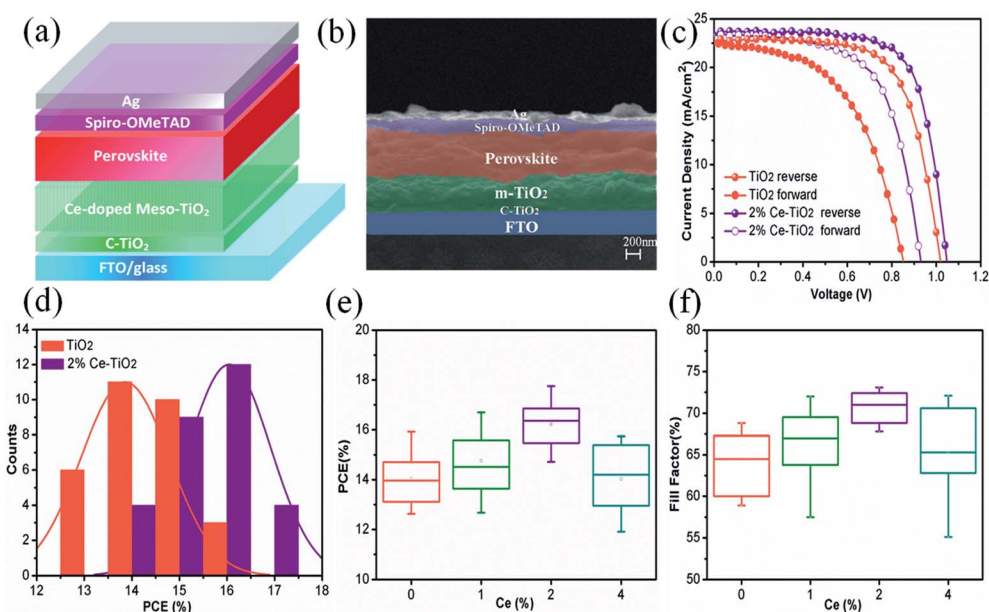 (a)
Ag
Spiro-OMeTAD
Perovskite
Ce-doped Meso-TiO2
C-TiO2
FTO/glass
(b)
Ag
Spiro-OMeTAD
Perovskite
m-TiO2
C-TiO2
FTO
200nm
(c)
25
20
15
10
5
0
Current Density (mA/cm2)
TiO2 reverse
TiO2 forward
2% Ce-TiO2 reverse
2% Ce-TiO2 forward
0.0 0.2 0.4 0.6 0.8 1.0
Voltage (V)
(d)
14
12
10
8
6
4
2
0
Counts
TiO2
2% Ce-TiO2
12 13 14 15 16 17 18
PCE (%)
(e)
20
18
16
14
12
10
PCE(%)
0 1 2 4
Ce (%)
(f)
80
75
70
65
60
55
50
Fill Factor(%)
0 1 2 4
Ce (%)